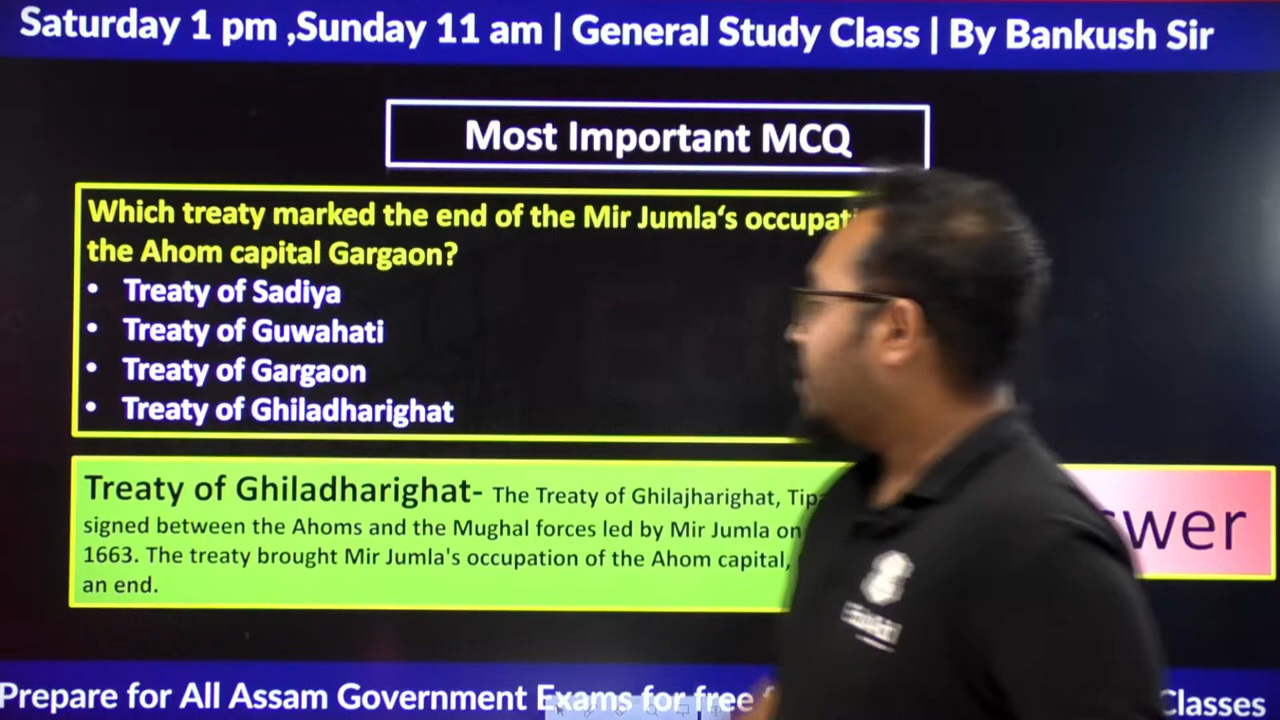 Saturday 1 pm ,Sunday 11 am | General Study Class | By Bankush Sir
Most Important MCQ
Which treaty marked the end of the Mir Jumla‘s
the Ahom capital Gargaon?
• Treaty of Sadiya
• Treaty of Guwahati
• Treaty of Gargaon
• Treaty of Ghiladharighat
Treaty of Ghiladharighat- The Treaty of Ghilajharighat,
signed between the Ahoms and the Mughal forces led by Mir Jumla on
1663. The treaty brought Mir Jumla's occupation of the Ahom capital,
an end.
Prepare for All Assam Government Exams for free
Classes